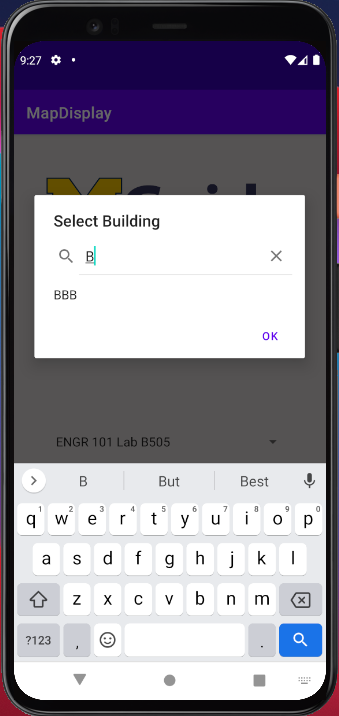 9:27
MapDisplay
Select Building
B
BBB
OK
ENGR 101 Lab B505
B But Best
q1 w2 e3 r4 t5 y6 u7 i8 o9 p0
a s d f g h j k l
z x c v b n m
?123 , .